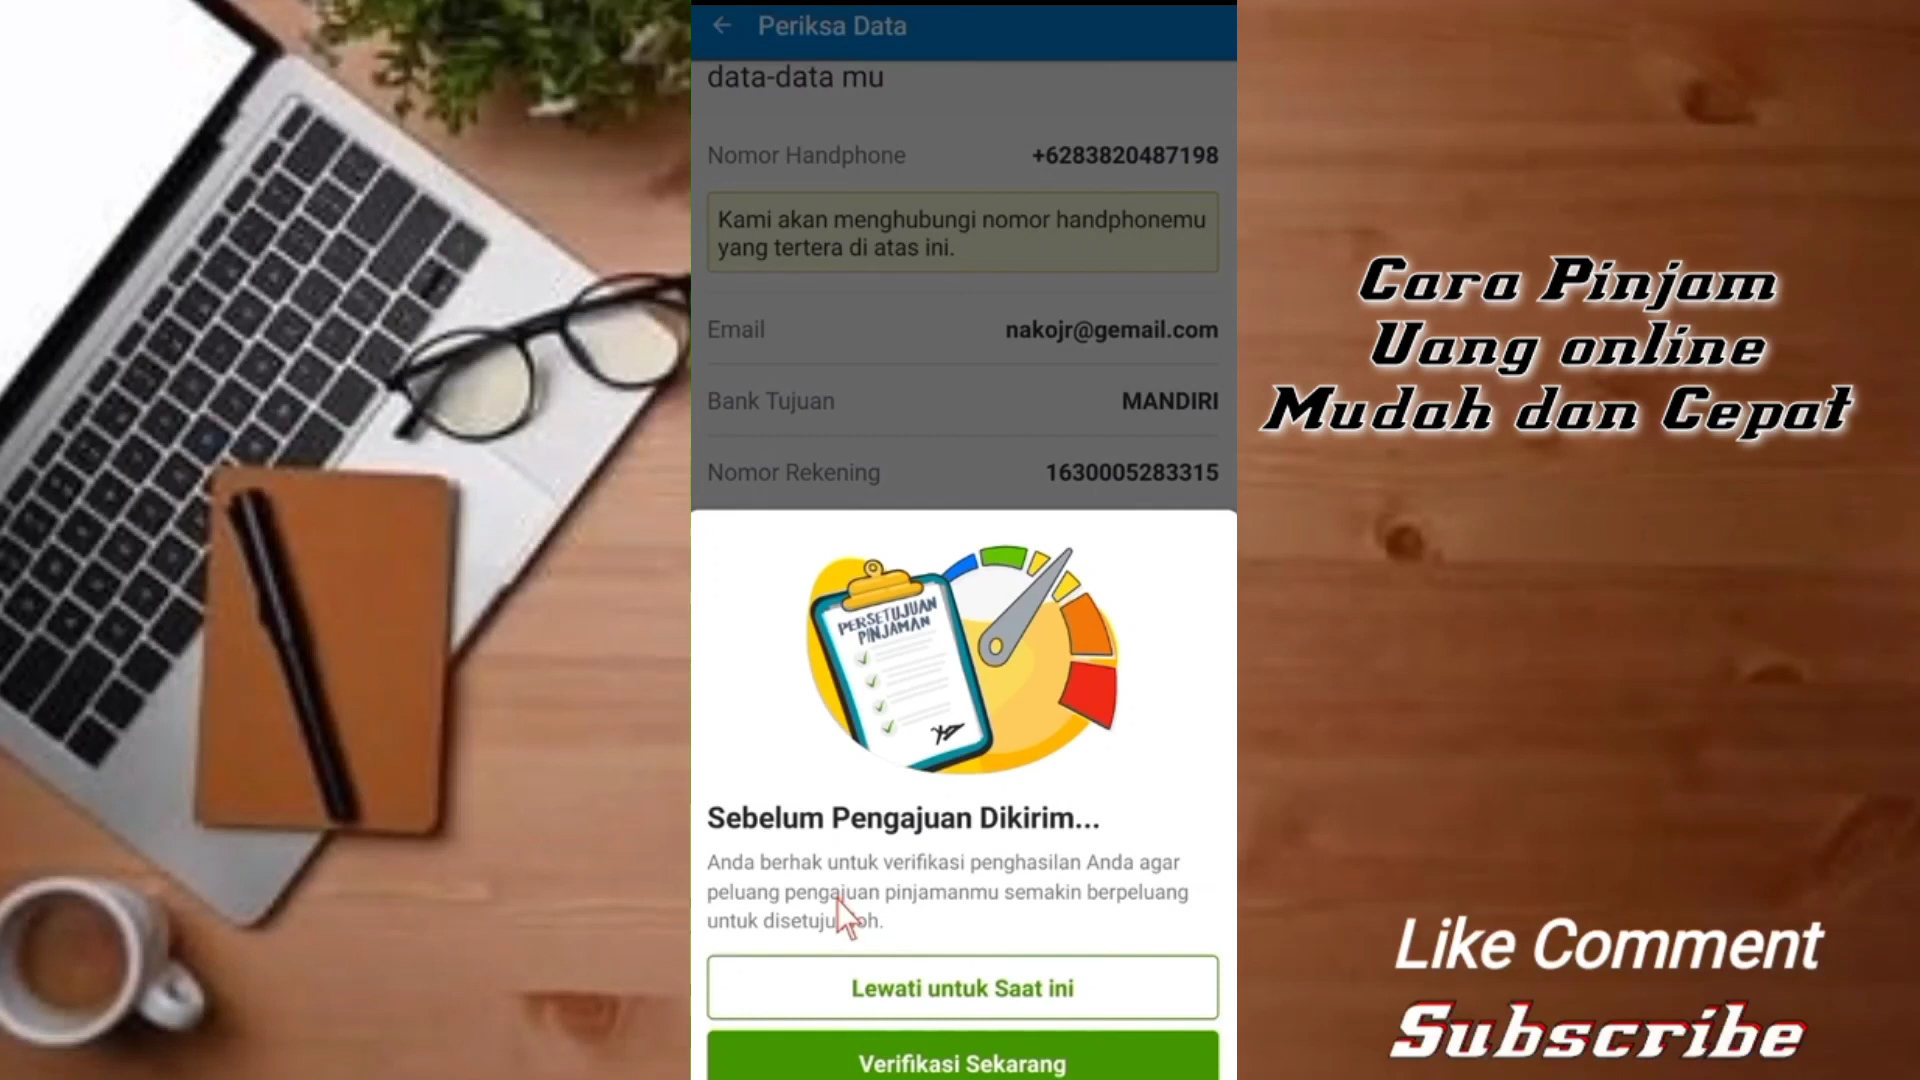 Periksa Data
data-data mu
Nomor Handphone +6283820487198
Kami akan menghubungi nomor handphonemu
yang tertera di atas ini.
Email nakojr@gemail.com
Bank Tujuan MANDIRI
Nomor Rekening 1630005283315
PERSETUJUAN
PINJAMAN
Sebelum Pengajuan Dikirim...
Anda berhak untuk verifikasi penghasilan Anda agar
peluang pengajuan pinjamanmu semakin berpeluang
untuk
Lewati untuk Saat ini
Verifikasi Sekarang
Cara Pinjam
Uang online
Mudah dan Cepat
Like Comment
Subscribe